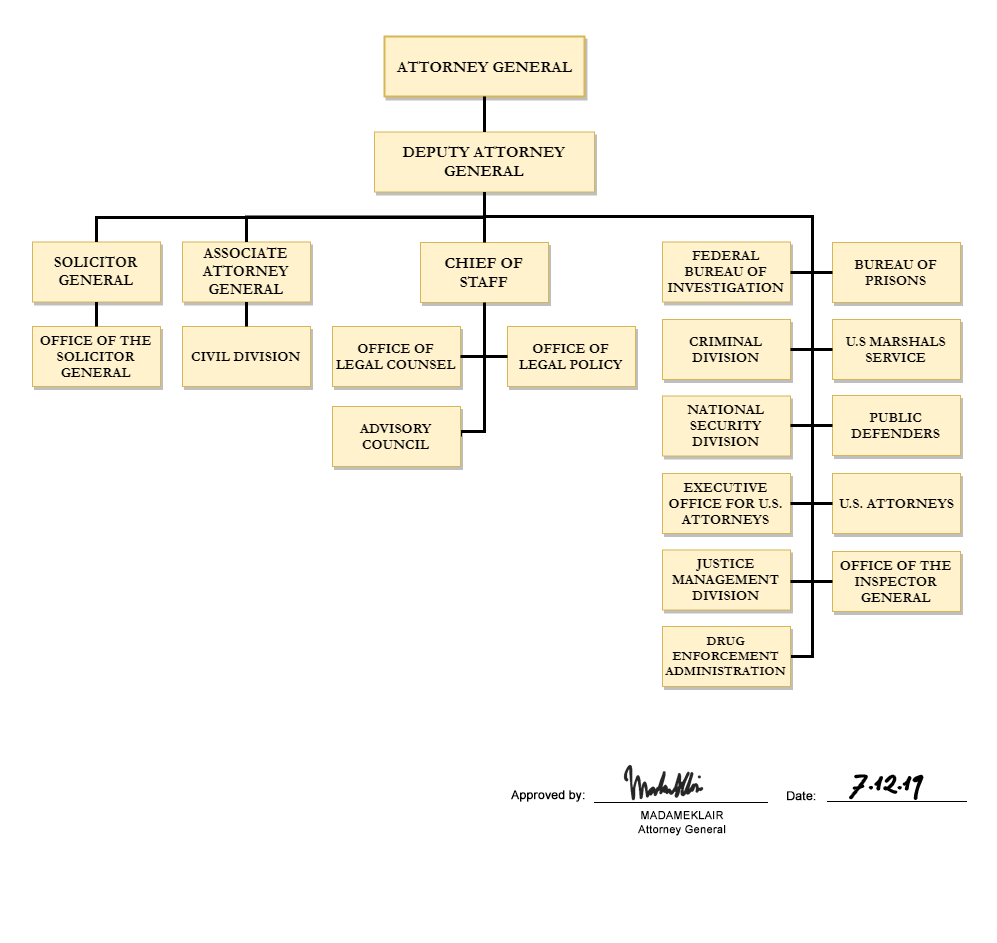 ATTORNEY GENERAL
DEPUTY ATTORNEY
GENERAL
SOLICITOR
GENERAL
ASSOCIATE
ATTORNEY
GENERAL
CHIEF OF
STAFF
FEDERAL
BUREAU OF
INVESTIGATION
BUREAU OF
PRISONS
OFFICE OF THE
SOLICITOR
GENERAL
CIVIL DIVISION
OFFICE OF
LEGAL COUNSEL
OFFICE OF
LEGAL POLICY
CRIMINAL
DIVISION
U.S MARSHALS
SERVICE
ADVISORY
COUNCIL
NATIONAL
SECURITY
DIVISION
PUBLIC
DEFENDERS
EXECUTIVE
OFFICE FOR U.S.
ATTORNEYS
U.S. ATTORNEYS
JUSTICE
MANAGEMENT
DIVISION
OFFICE OF THE
INSPECTOR
GENERAL
DRUG
ENFORCEMENT
ADMINISTRATION
Approved by:
Date: 7.12.19
MADAMEKLAIR
Attorney General